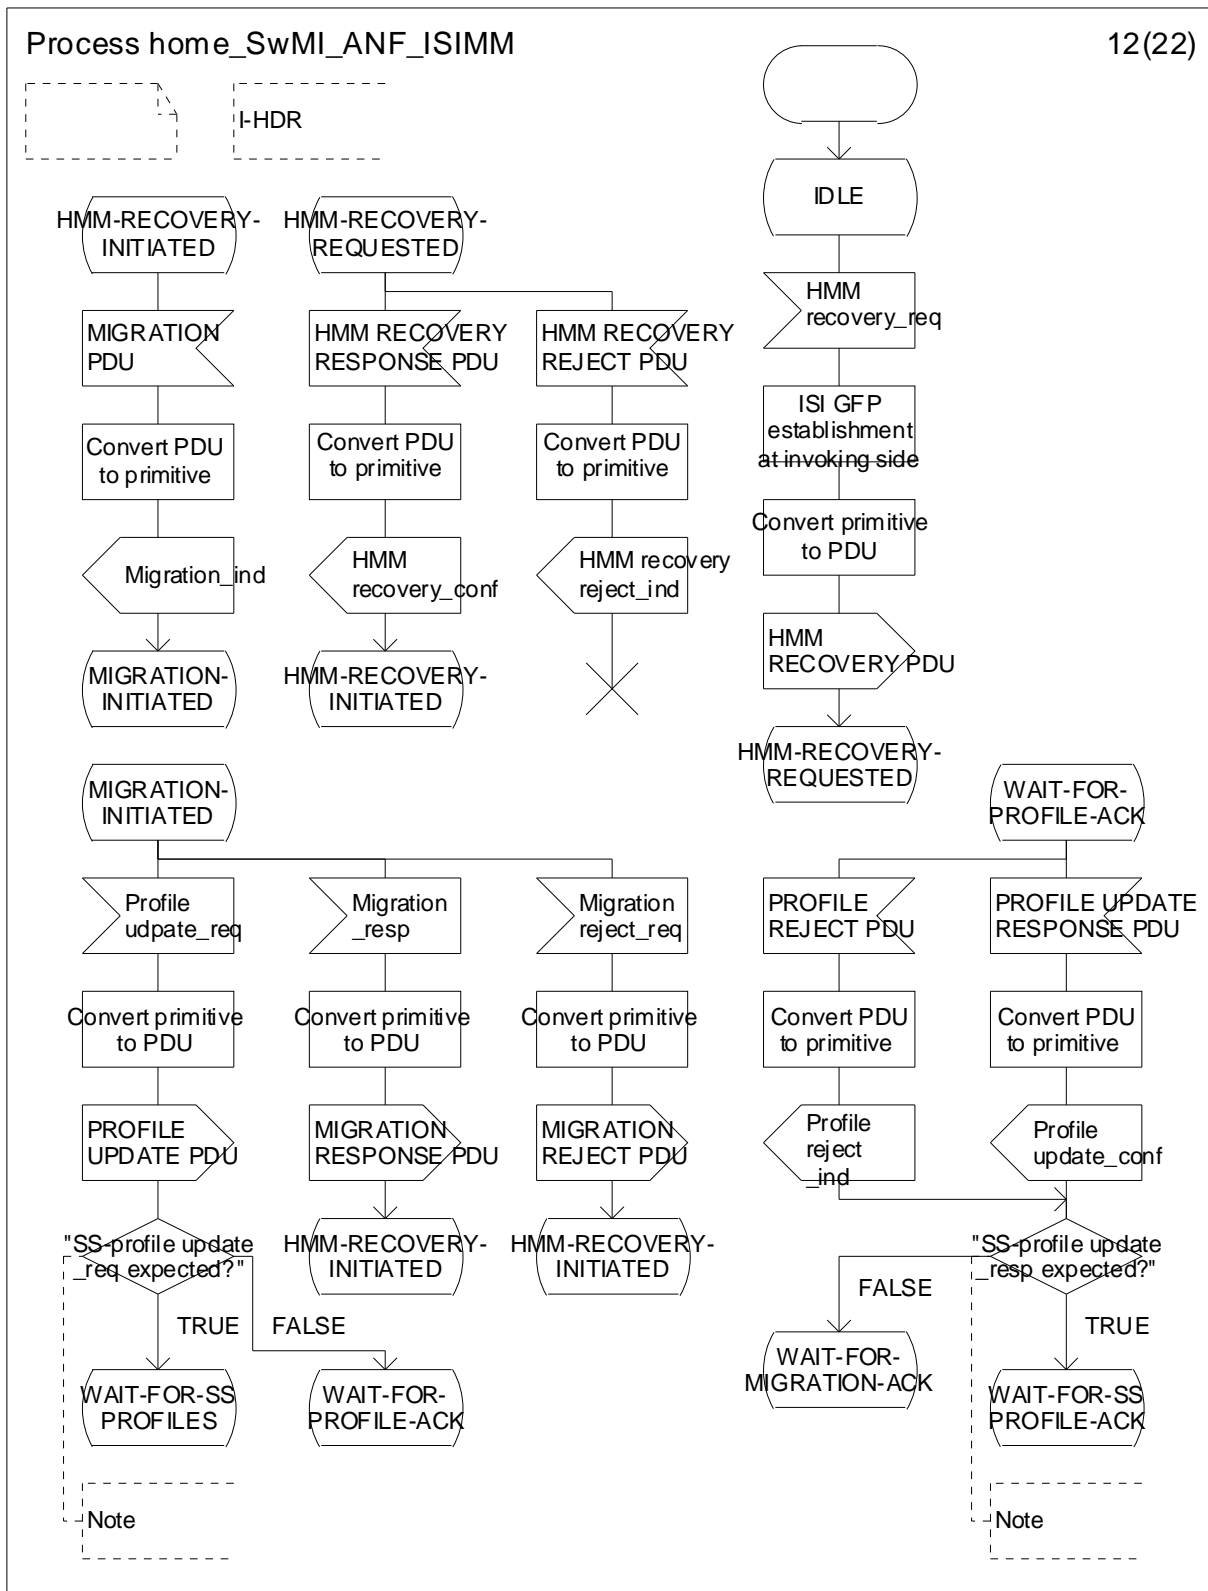 Process home_SwMI_ANF_ISIMM
12(22)
I-HDR
HMM-RECOVERY-
INITIATED
MIGRATION
PDU
Convert PDU
to primitive
Migration_ind
MIGRATION-
INITIATED
HMM-RECOVERY-
REQUESTED
HMM RECOVERY
RESPONSE PDU
Convert PDU
to primitive
HMM
recovery_conf
HMM-RECOVERY-
INITIATED
HMM RECOVERY
REJECT PDU
Convert PDU
to primitive
HMM recovery
reject_ind
IDLE
HMM
recovery_req
ISI GFP
establishment
at invoking side
Convert primitive
to PDU
HMM
RECOVERY PDU
HMM-RECOVERY-
REQUESTED
MIGRATION-
INITIATED
Profile
udpate_req
Convert primitive
to PDU
PROFILE
UPDATE PDU
"SS-profile update
_req expected?"
TRUE
FALSE
WAIT-FOR-SS
PROFILES
WAIT-FOR-
PROFILE-ACK
Note
Migration
_resp
Convert primitive
to PDU
MIGRATION
RESPONSE PDU
HMM-RECOVERY-
INITIATED
Migration
reject_req
Convert primitive
to PDU
MIGRATION
REJECT PDU
HMM-RECOVERY-
INITIATED
WAIT-FOR-
PROFILE-ACK
PROFILE
REJECT PDU
Convert PDU
to primitive
Profile
reject
_ind
PROFILE UPDATE
RESPONSE PDU
Convert PDU
to primitive
Profile
update_conf
"SS-profile update
_resp expected?"
FALSE
TRUE
WAIT-FOR-
MIGRATION-ACK
WAIT-FOR-SS
PROFILE-ACK
Note